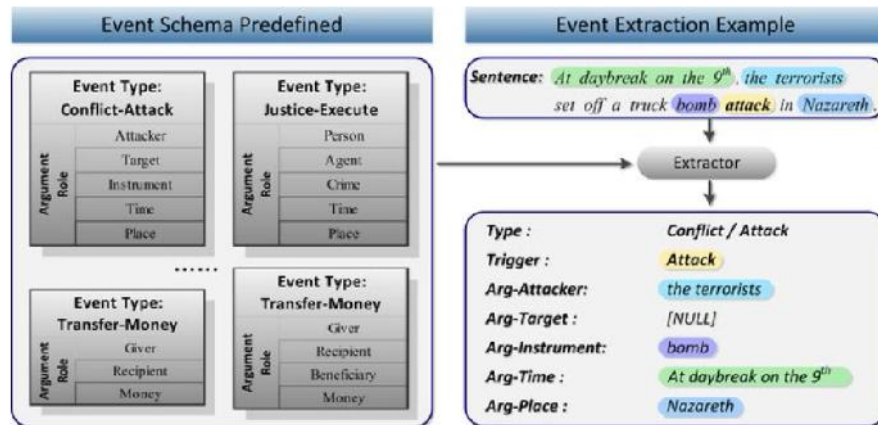 Event Schema Predefined
Event Type:
Conflict-Attack
Argument
Role
Attacker
Target
Instrument
Time
Place
Event Type:
Justice-Execute
Argument
Role
Person
Agent
Crime
Time
Place
......
Event Type:
Transfer-Money
Argument
Role
Giver
Recipient
Money
Event Type:
Transfer-Money
Argument
Role
Giver
Recipient
Beneficiary
Money
Event Extraction Example
Sentence: At daybreak on the 9th, the terrorists
set off a truck bomb attack in Nazareth.
Extractor
Type : Conflict / Attack
Trigger : Attack
Arg-Attacker: the terrorists
Arg-Target : [NULL]
Arg-Instrument: bomb
Arg-Time : At daybreak on the 9th
Arg-Place : Nazareth